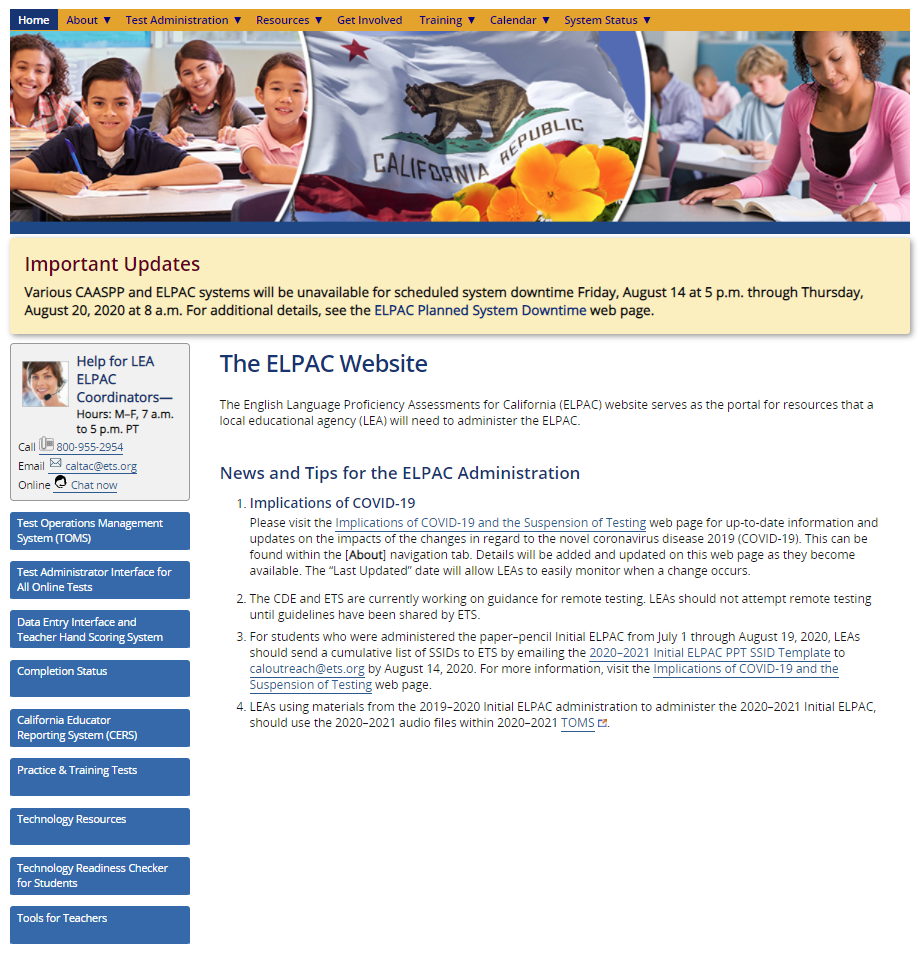 Home About ▼ Test Administration ▼ Resources ▼ Get Involved Training ▼ Calendar ▼ System Status ▼
CALIFORNIA REPUBLIC
Important Updates
Various CAASPP and ELPAC systems will be unavailable for scheduled system downtime Friday, August 14 at 5 p.m. through Thursday,
August 20, 2020 at 8 a.m. For additional details, see the ELPAC Planned System Downtime web page.
Help for LEA
ELPAC
Coordinators—
Hours: M–F, 7 a.m.
to 5 p.m. PT
Call 800-955-2954
Email caltac@ets.org
Online Chat now
Test Operations Management
System (TOMS)
Test Administrator Interface for
All Online Tests
Data Entry Interface and
Teacher Hand Scoring System
Completion Status
California Educator
Reporting System (CERS)
Practice & Training Tests
Technology Resources
Technology Readiness Checker
for Students
Tools for Teachers
The ELPAC Website
The English Language Proficiency Assessments for California (ELPAC) website serves as the portal for resources that a
local educational agency (LEA) will need to administer the ELPAC.
News and Tips for the ELPAC Administration
1. Implications of COVID-19
Please visit the Implications of COVID-19 and the Suspension of Testing web page for up-to-date information and
updates on the impacts of the changes in regard to the novel coronavirus disease 2019 (COVID-19). This can be
found within the [About] navigation tab. Details will be added and updated on this web page as they become
available. The “Last Updated” date will allow LEAs to easily monitor when a change occurs.
2. The CDE and ETS are currently working on guidance for remote testing. LEAs should not attempt remote testing
until guidelines have been shared by ETS.
3. For students who were administered the paper–pencil Initial ELPAC from July 1 through August 19, 2020, LEAs
should send a cumulative list of SSIDs to ETS by emailing the 2020–2021 Initial ELPAC PPT SSID Template to
caloutreach@ets.org by August 14, 2020. For more information, visit the Implications of COVID-19 and the
Suspension of Testing web page.
4. LEAs using materials from the 2019–2020 Initial ELPAC administration to administer the 2020–2021 Initial ELPAC,
should use the 2020–2021 audio files within 2020–2021 TOMS.